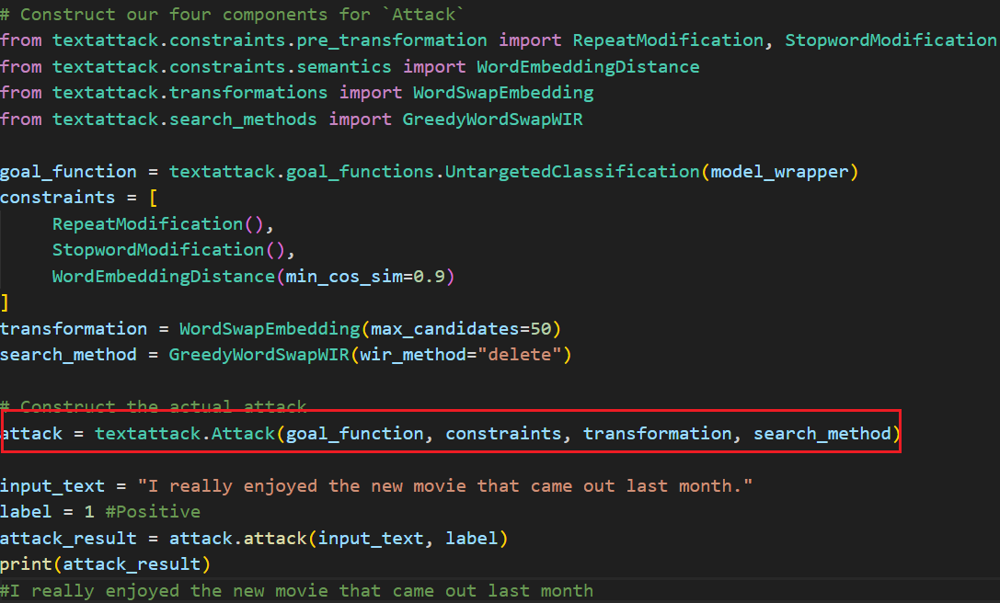 # Construct our four components for `Attack`
from textattack.constraints.pre_transformation import RepeatModification, StopwordModification
from textattack.constraints.semantics import WordEmbeddingDistance
from textattack.transformations import WordSwapEmbedding
from textattack.search_methods import GreedyWordSwapWIR
goal_function = textattack.goal_functions.UntargetedClassification(model_wrapper)
constraints = [
RepeatModification(),
StopwordModification(),
WordEmbeddingDistance(min_cos_sim=0.9)
]
transformation = WordSwapEmbedding(max_candidates=50)
search_method = GreedyWordSwapWIR(wir_method="delete")
# Construct the actual attack
attack = textattack.Attack(goal_function, constraints, transformation, search_method)
input_text = "I really enjoyed the new movie that came out last month."
label = 1 #Positive
attack_result = attack.attack(input_text, label)
print(attack_result)
#I really enjoyed the new movie that came out last month